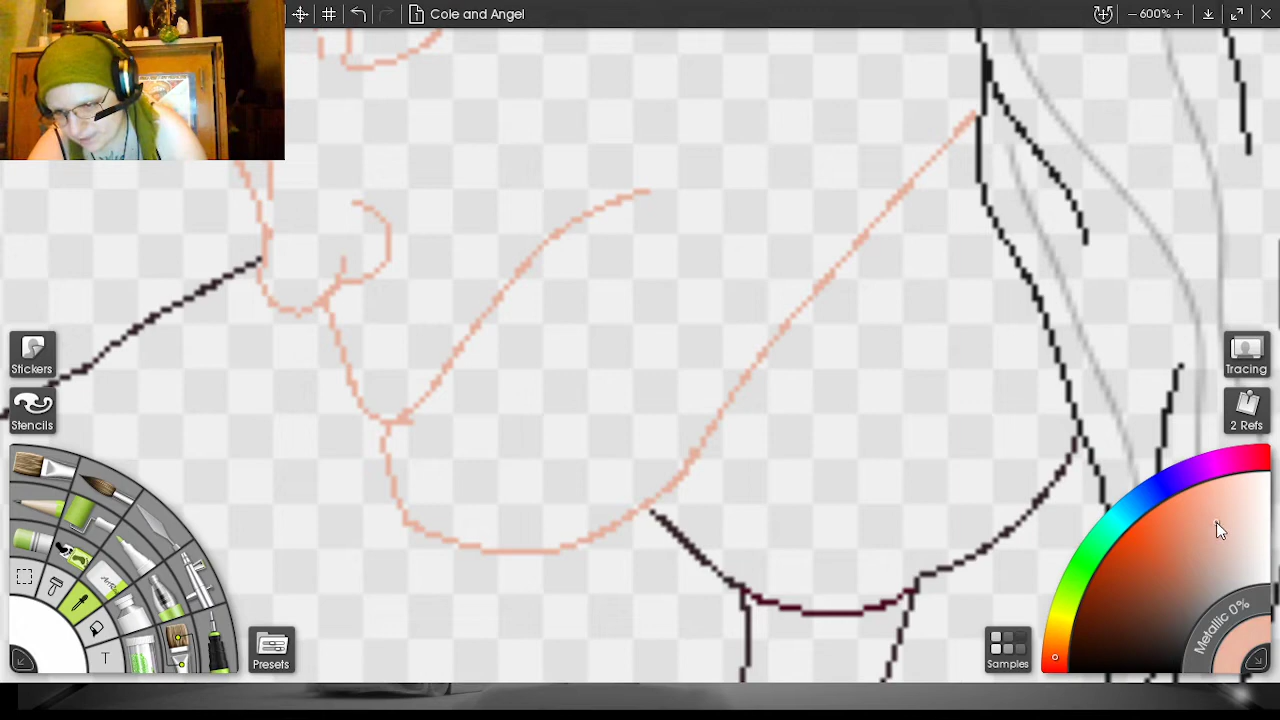 Cole and Angel
600%
Stickers
Stencils
Tracing
2 Refs
Metallic 0%
Presets
Samples
T